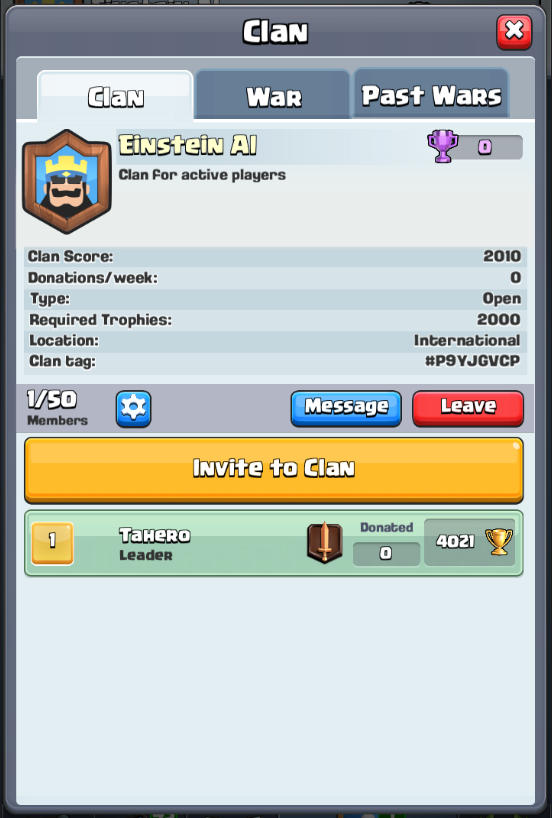 Clan
Clan War Past Wars
Einstein AI 0
Clan for active players
Clan Score: 2010
Donations/week: 0
Type: Open
Required Trophies: 2000
Location: International
Clan tag: #P9YJGVCP
1/50
Members
Message Leave
Invite to Clan
1 Tahero Donated 4021
Leader 0